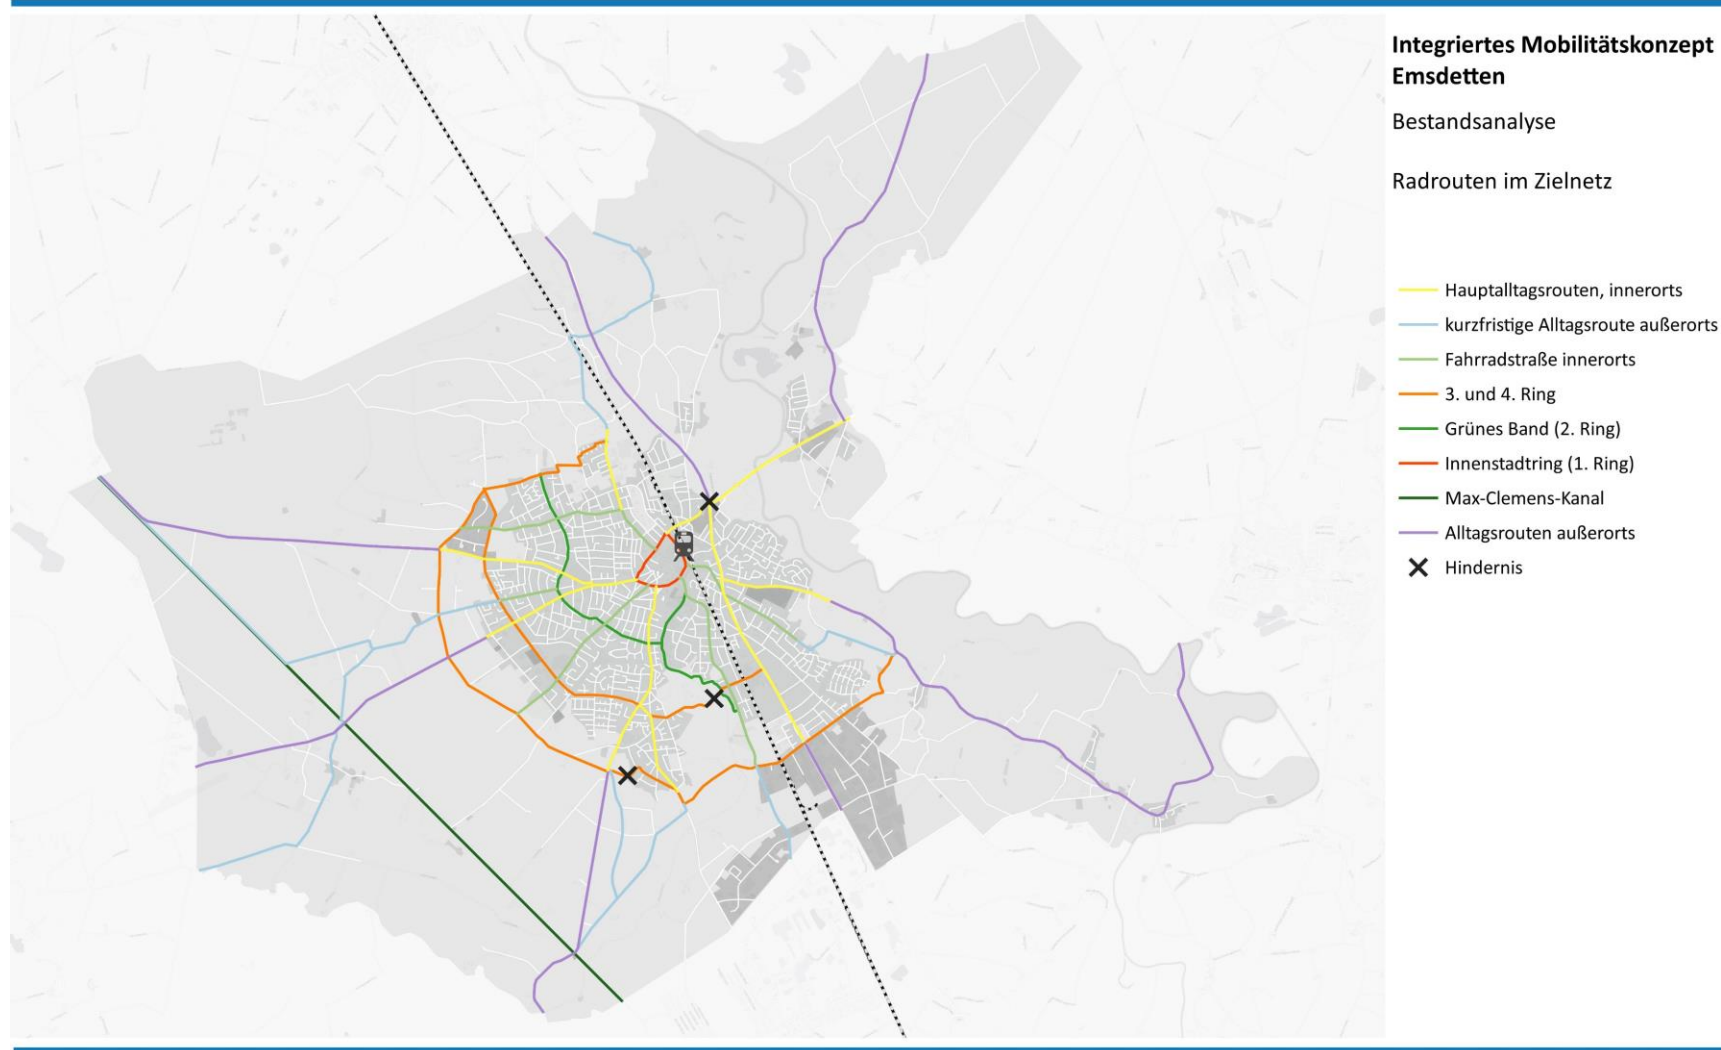 Integriertes Mobilitätskonzept
Emsdetten
Bestandsanalyse
Radrouten im Zielnetz
Hauptalltagsrouten, innerorts
kurzfristige Alltagsroute außerorts
Fahrradstraße innerorts
3. und 4. Ring
Grünes Band (2. Ring)
Innenstadtring (1. Ring)
Max-Clemens-Kanal
Alltagsrouten außerorts
Hindernis